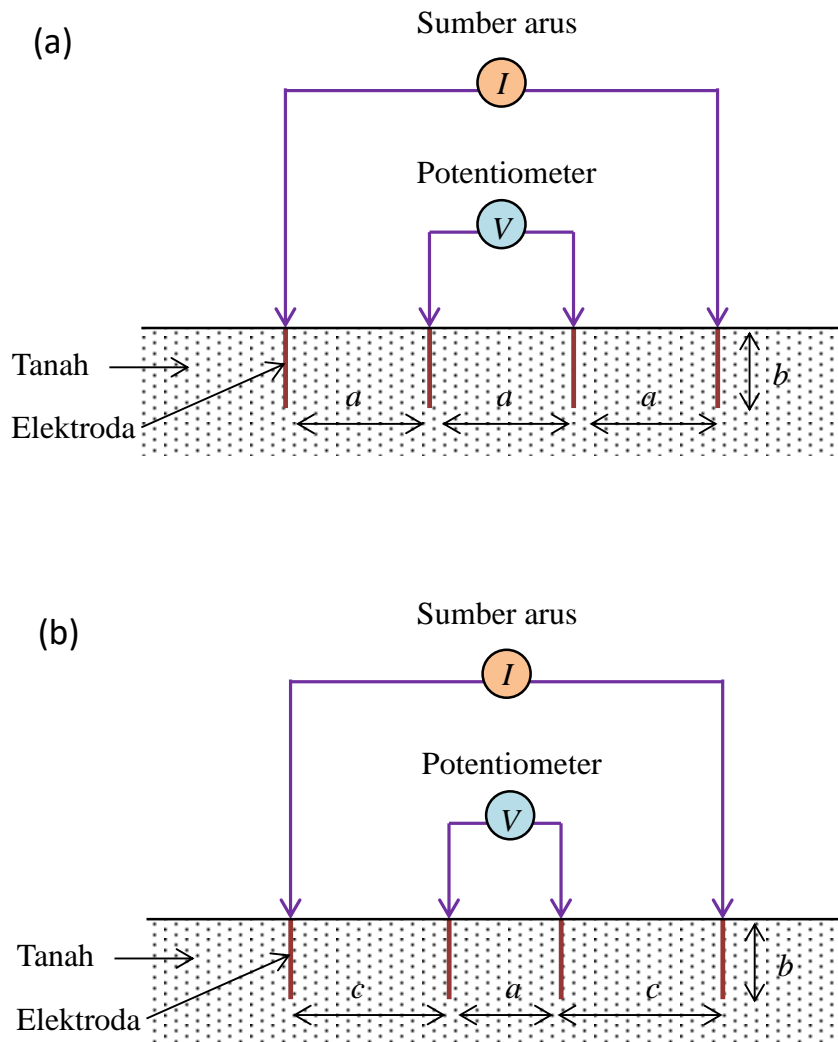 (a)
Sumber arus
I
Potentiometer
V
Tanah
Elektroda
a
a
a
b
(b)
Sumber arus
I
Potentiometer
V
Tanah
Elektroda
c
a
c
b